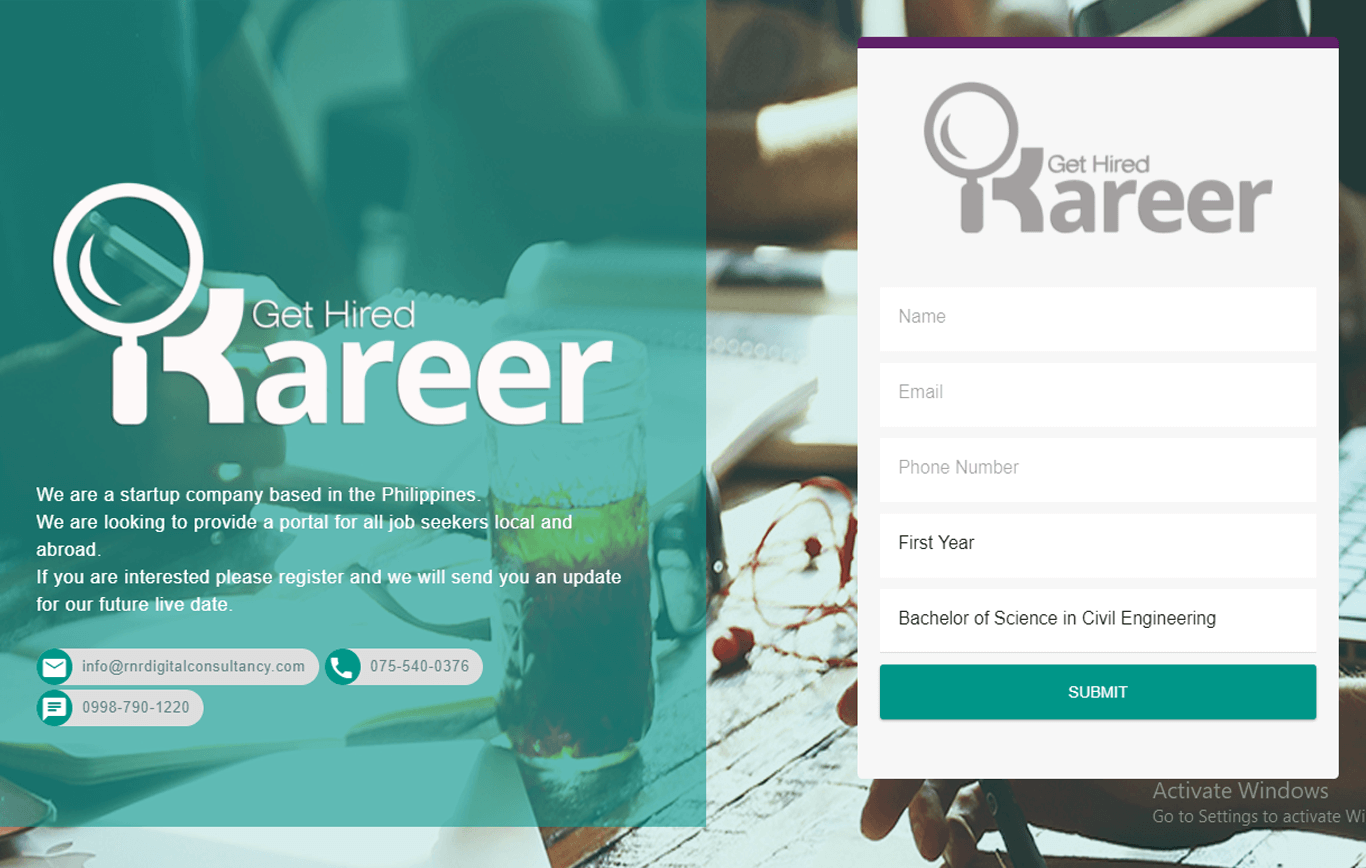 Get Hired
Kareer
We are a startup company based in the Philippines.
We are looking to provide a portal for all job seekers local and
abroad.
If you are interested please register and we will send you an update
for our future live date.
info@rnrdigitalconsultancy.com
075-540-0376
0998-790-1220
Get Hired
Kareer
Name
Email
Phone Number
First Year
Bachelor of Science in Civil Engineering
SUBMIT
Activate Windows
Go to Settings to activate Wi